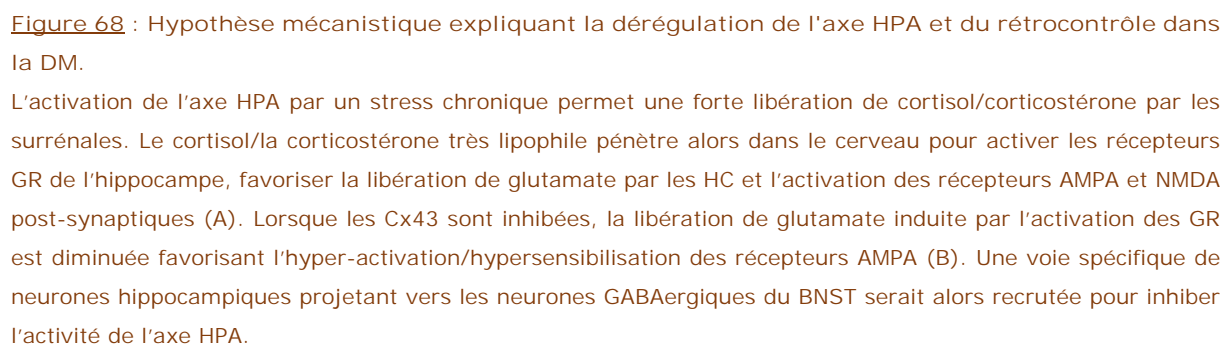 Figure 68 : Hypothèse mécanistique expliquant la dérégulation de l'axe HPA et du rétrocontrôle dans
la DM.
L'activation de l'axe HPA par un stress chronique permet une forte libération de cortisol/corticostérone par les
surrénales. Le cortisol/la corticostérone très lipophile pénètre alors dans le cerveau pour activer les récepteurs
GR de l'hippocampe, favoriser la libération de glutamate par les HC et l'activation des récepteurs AMPA et NMDA
post-synaptiques (A). Lorsque les Cx43 sont inhibées, la libération de glutamate induite par l'activation des GR
est diminuée favorisant l'hyper-activation/hypersensibilisation des récepteurs AMPA (B). Une voie spécifique de
neurones hippocampiques projetant vers les neurones GABAergiques du BNST serait alors recrutée pour inhiber
l'activité de l'axe HPA.